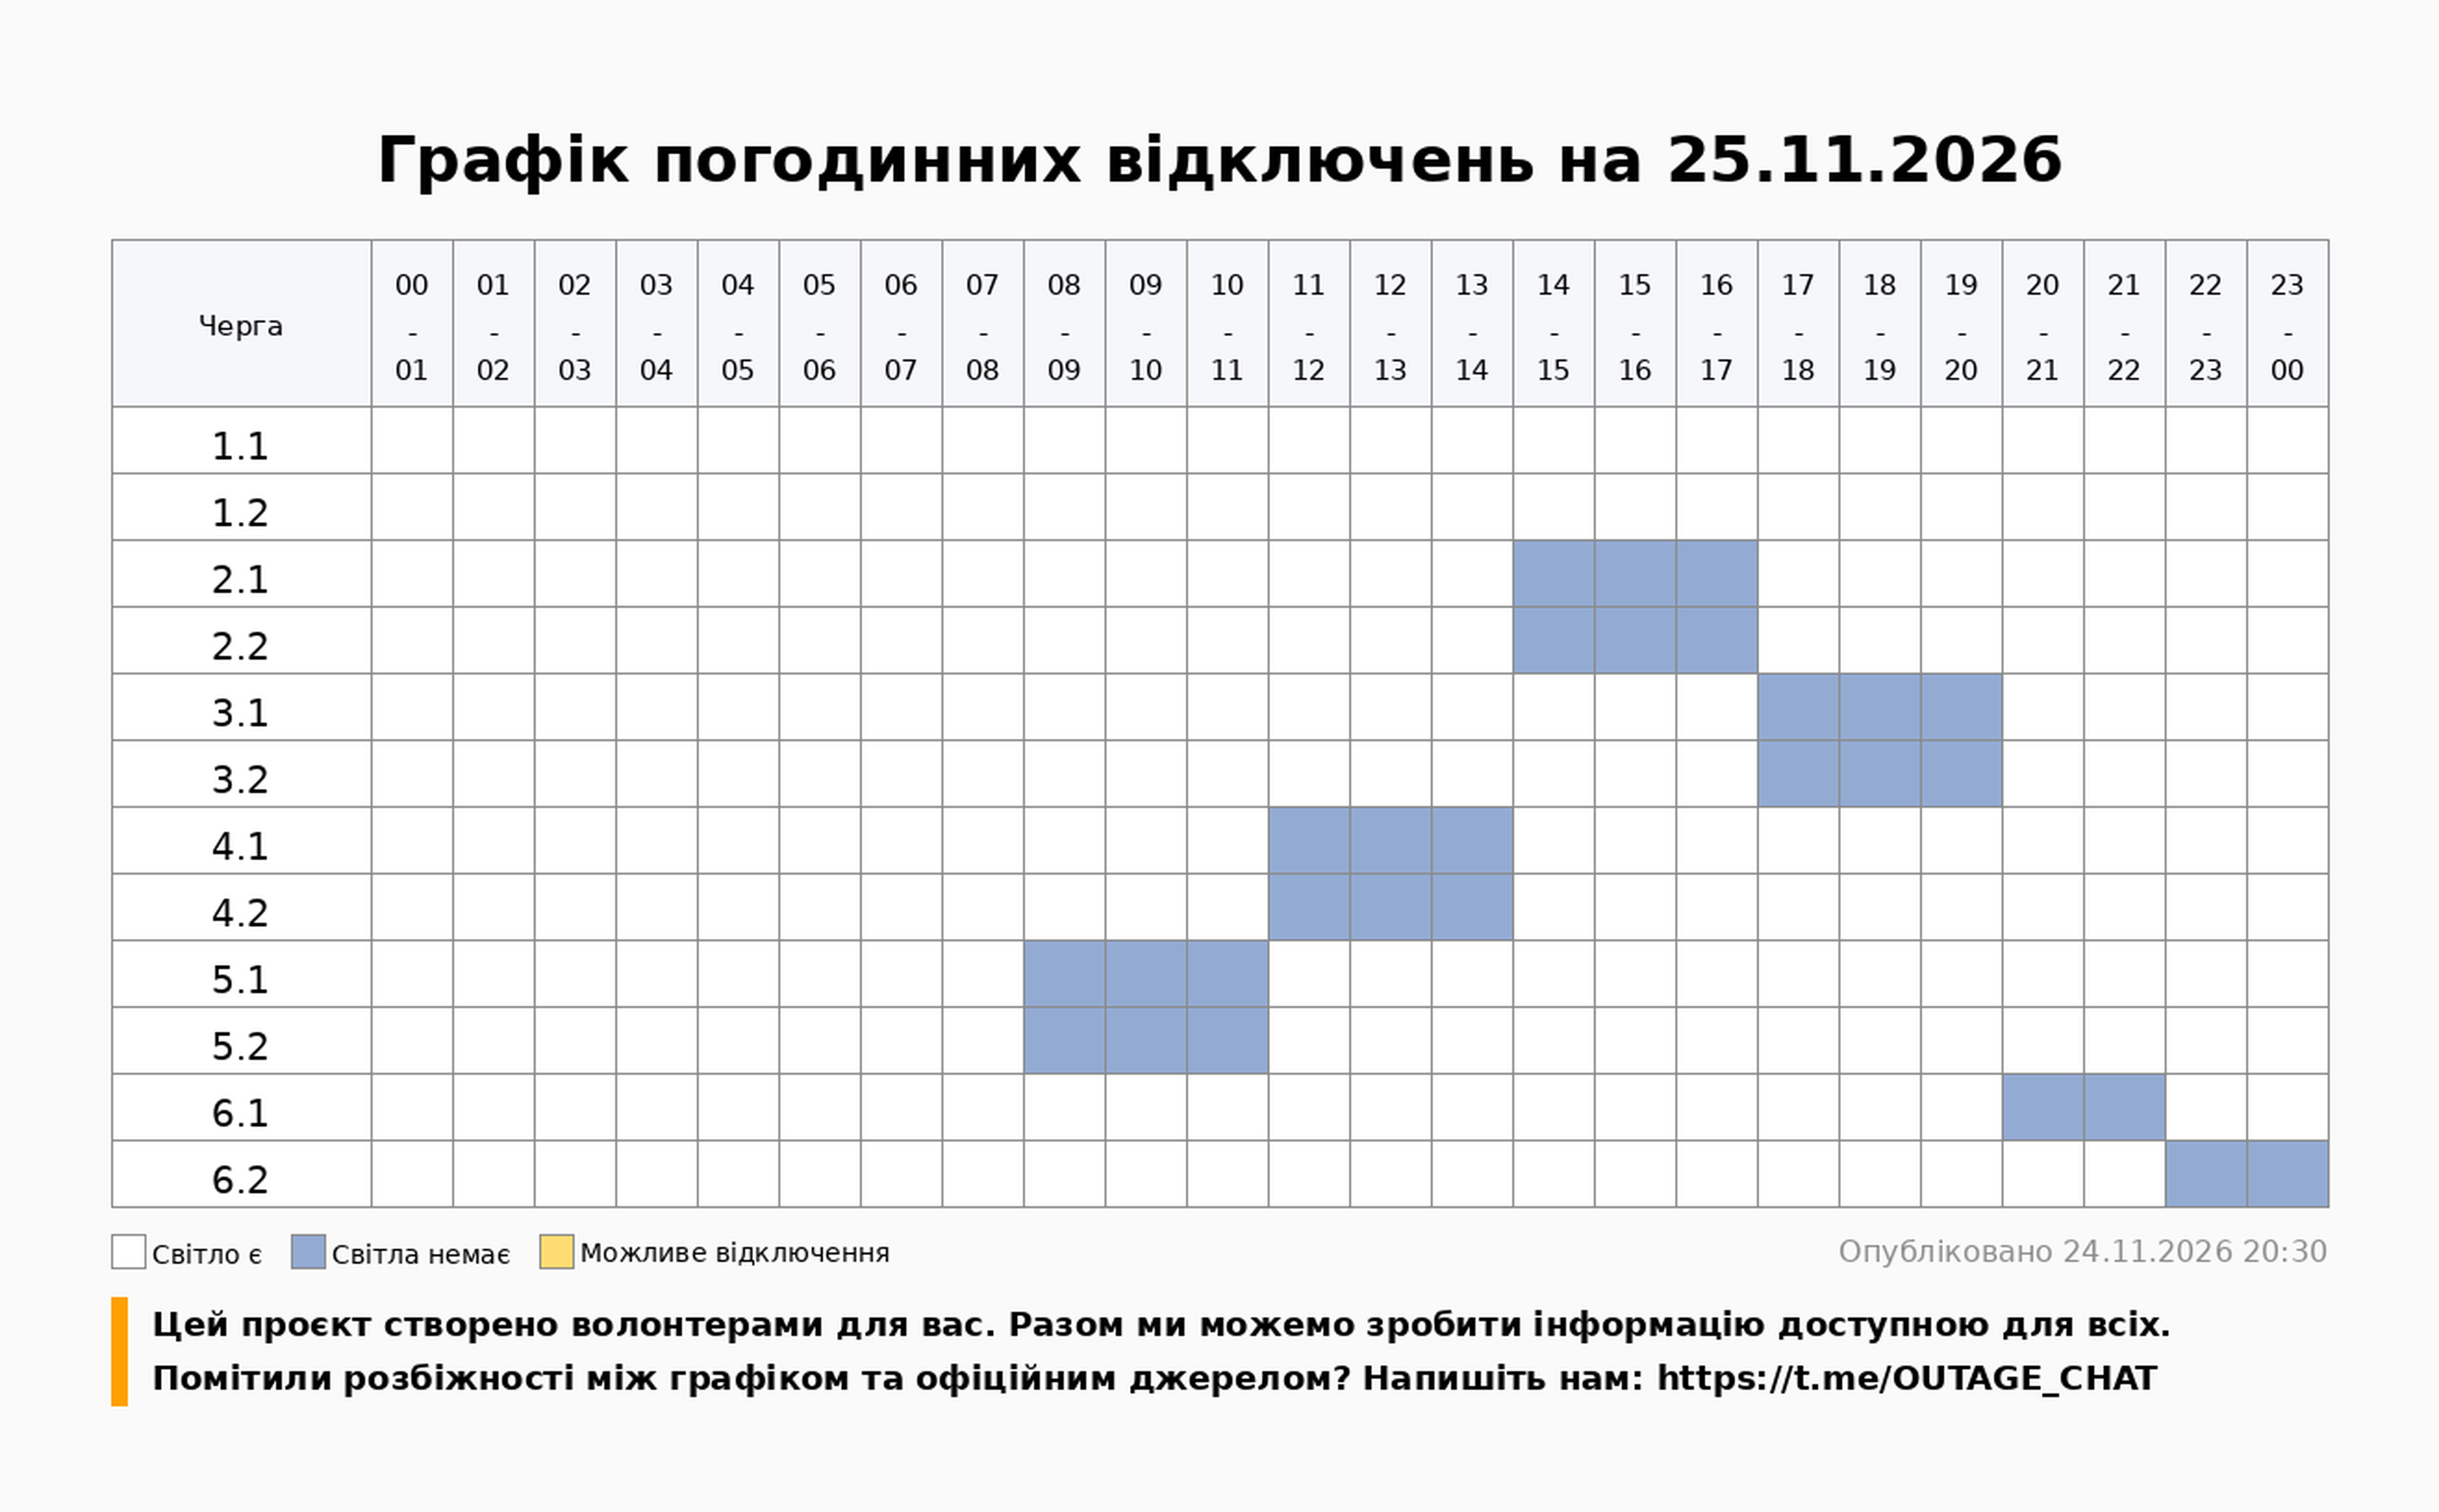 Графік погодинних відключень на 25.11.2026
Черга 00 - 01 01 - 02 02 - 03 03 - 04 04 - 05 05 - 06 06 - 07 07 - 08 08 - 09 09 - 10 10 - 11 11 - 12 12 - 13 13 - 14 14 - 15 15 - 16 16 - 17 17 - 18 18 - 19 19 - 20 20 - 21 21 - 22 22 - 23 23 - 00
1.1
1.2
2.1
2.2
3.1
3.2
4.1
4.2
5.1
5.2
6.1
6.2
Світло є Світла немає Можливе відключення Опубліковано 24.11.2026 20:30
Цей проєкт створено волонтерами для вас. Разом ми можемо зробити інформацію доступною для всіх.
Помітили розбіжності між графіком та офіційним джерелом? Напишіть нам: https://t.me/OUTAGE_CHAT